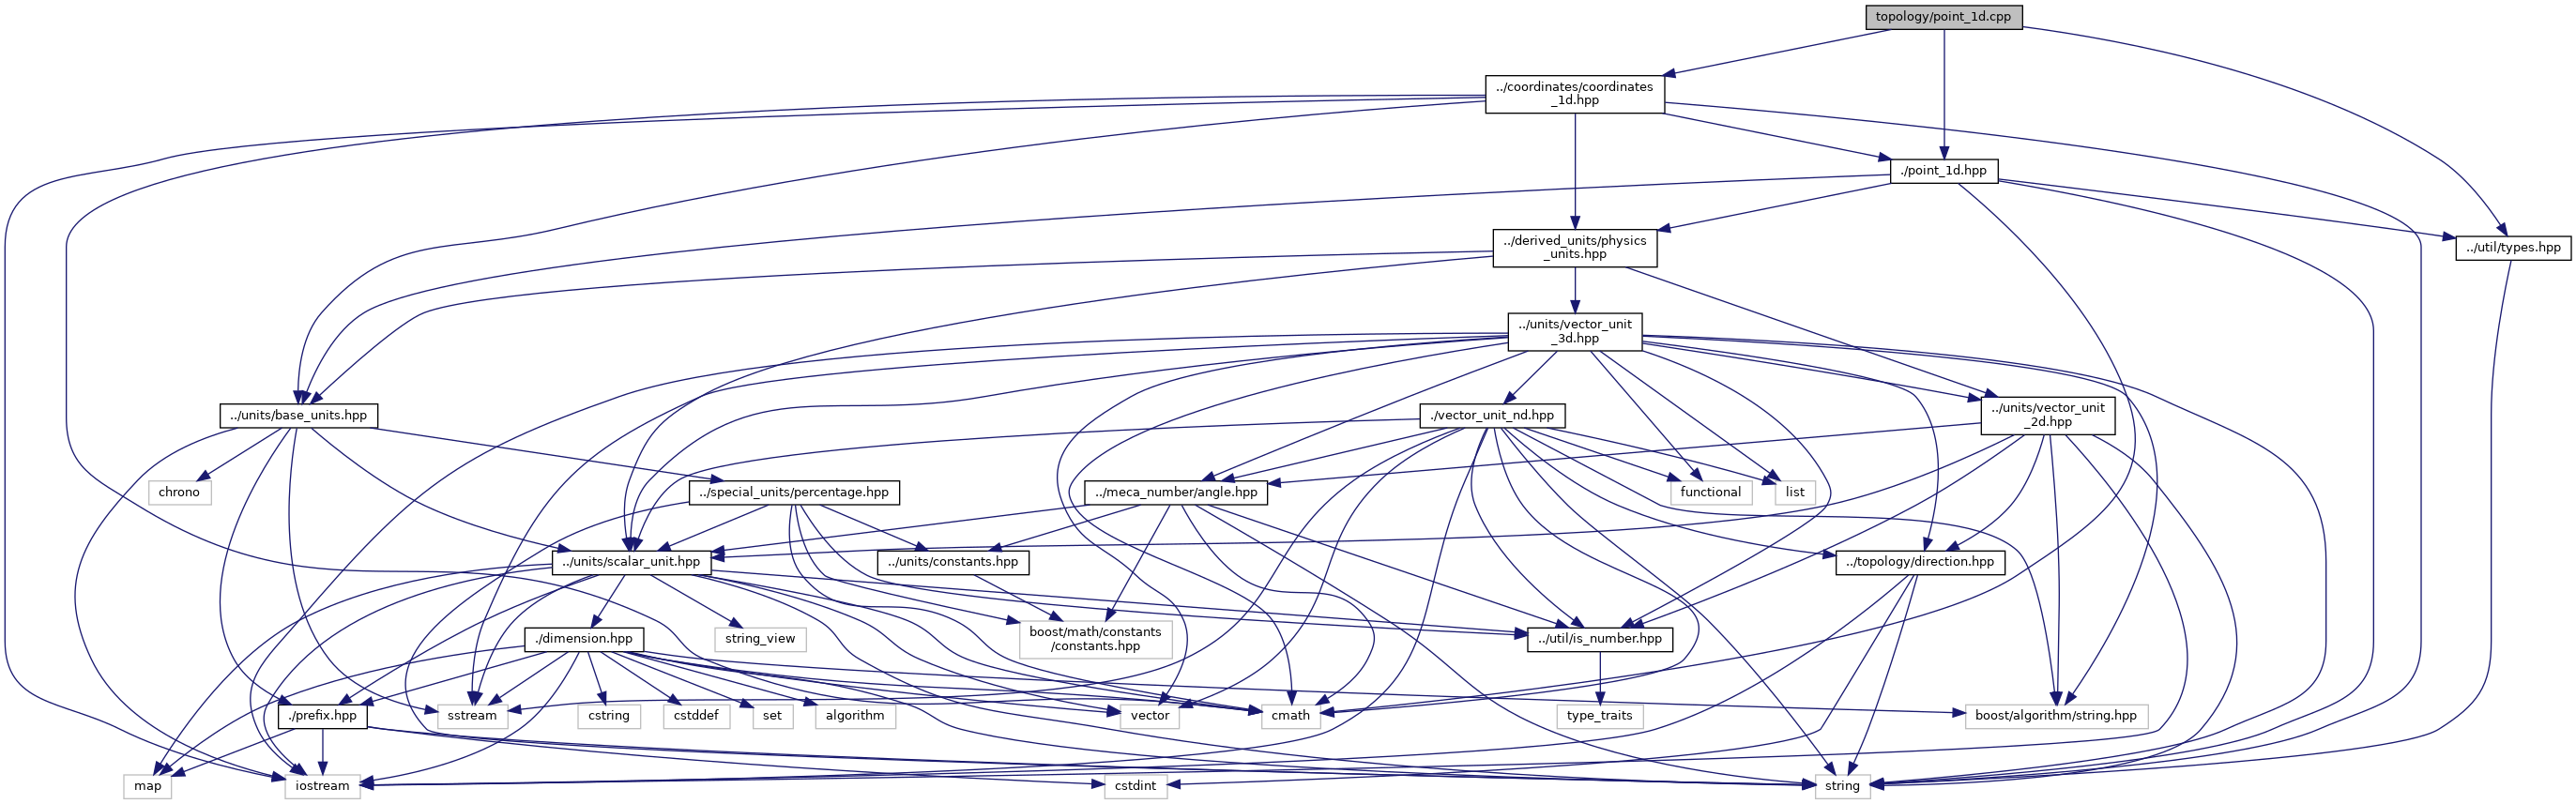 topology/point_1d.cpp
../coordinates/coordinates
_1d.hpp
./point_1d.hpp
../derived_units/physics
_units.hpp
../util/types.hpp
../units/vector_unit
_3d.hpp
../units/base_units.hpp
./vector_unit_nd.hpp
../units/vector_unit
_2d.hpp
chrono
../special_units/percentage.hpp
../meca_number/angle.hpp
functional
list
../units/scalar_unit.hpp
../units/constants.hpp
../topology/direction.hpp
./dimension.hpp
string_view
boost/math/constants
/constants.hpp
../util/is_number.hpp
./prefix.hpp
sstream
cstring
cstddef
set
algorithm
vector
cmath
type_traits
boost/algorithm/string.hpp
map
iostream
cstdint
string